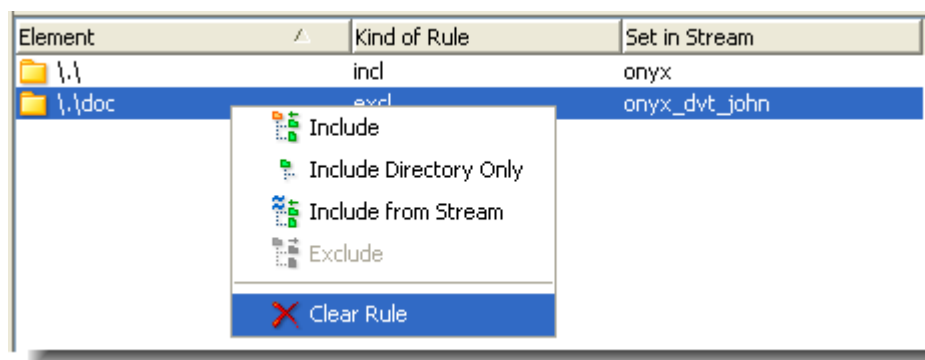 Element Kind of Rule Set in Stream
\.\ incl onyx
\.\doc excl onyx_dvt_john
Include
Include Directory Only
Include from Stream
Exclude
Clear Rule